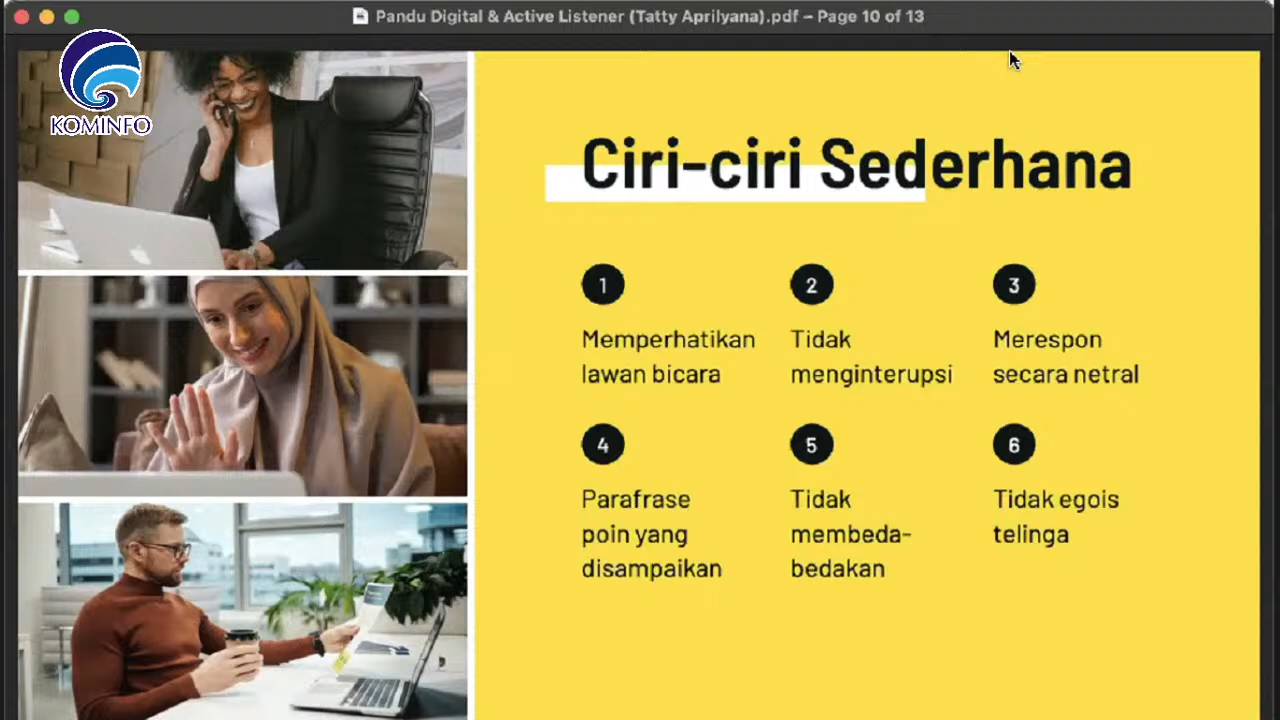 Pandu Digital & Active Listener (Tatty Aprilyana).pdf – Page 10 of 13
KOMINFO
Ciri-ciri Sederhana
1
Memperhatikan
lawan bicara
2
Tidak
menginterupsi
3
Merespon
secara netral
4
Parafrase
poin yang
disampaikan
5
Tidak
membeda-
bedakan
6
Tidak egois
telinga